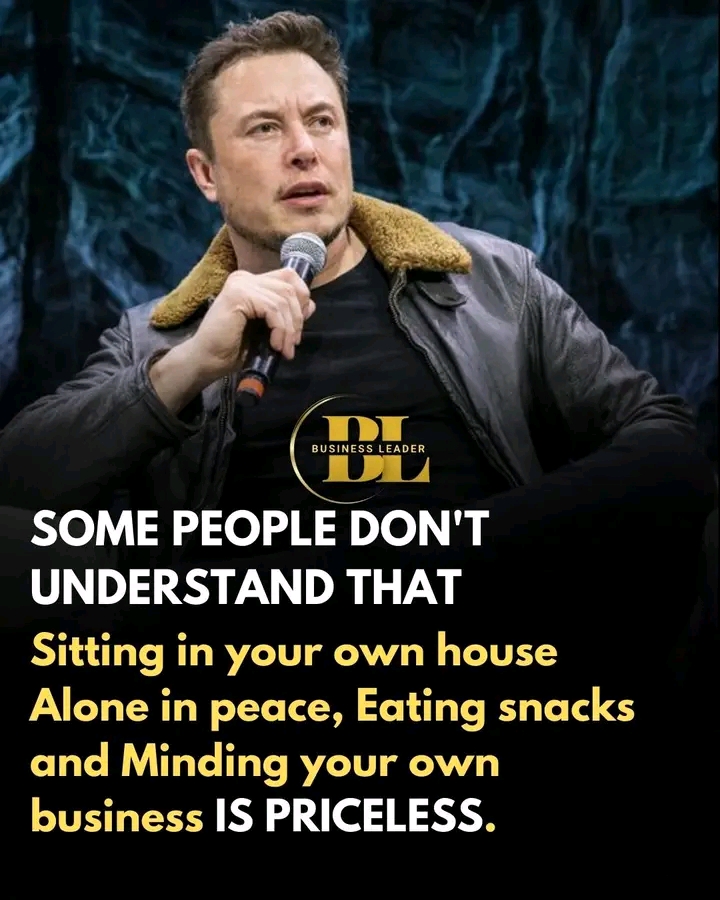 BL
BUSINESS LEADER
SOME PEOPLE DON'T
UNDERSTAND THAT
Sitting in your own house
Alone in peace, Eating snacks
and Minding your own
business IS PRICELESS.